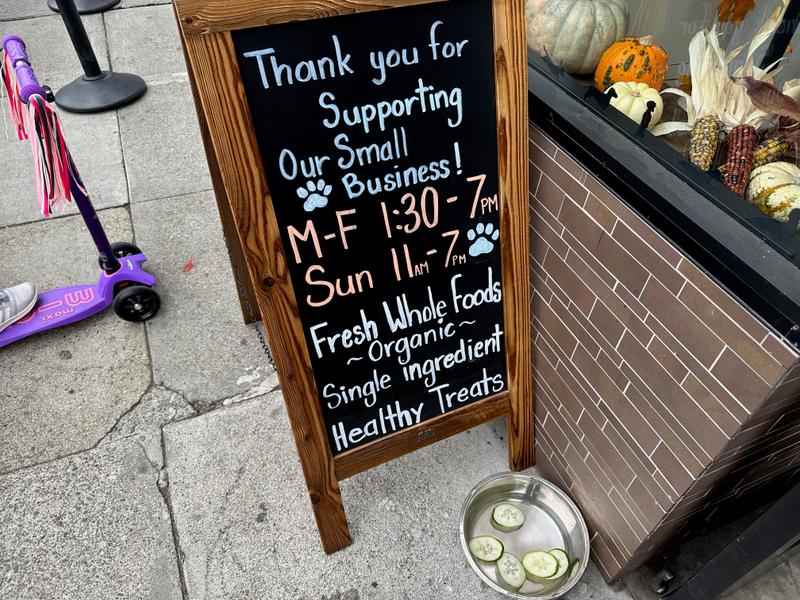 Thank you for
Supporting
Our Small
Business!
M-F 1:30-7PM
Sun 11AM-7PM
Fresh Whole Foods
~Organic~
Single ingredient
Healthy Treats
maxi